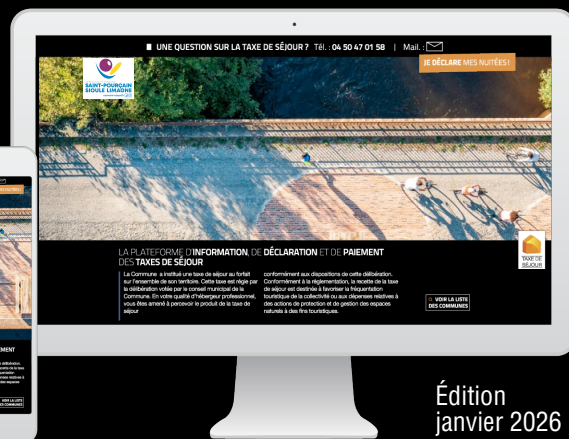 UNE QUESTION SUR LA TAXE DE SÉJOUR ? Tél. : 04 50 47 01 58 | Mail. :
JE DÉCLARE MES NUITÉES !
SAINT-POURÇAIN
SIOULE LIMAGNE
LA PLATEFORME D'INFORMATION, DE DÉCLARATION ET DE PAIEMENT
DES TAXES DE SÉJOUR
La Commune a institué une taxe de séjour au forfait
sur l'ensemble de son territoire. Cette taxe est régie par
la délibération votée par le conseil municipal de la
Commune. En votre qualité d'hébergeur professionnel,
vous êtes amené à percevoir le produit de la taxe de
séjour
conformément aux dispositions de cette délibération.
Conformément à la réglementation, la recette de la taxe
de séjour est destinée à favoriser la fréquentation
touristique de la collectivité ou aux dépenses relatives à
des actions de protection et de gestion des espaces
naturels à des fins touristiques.
TAXE DE
SÉJOUR
VOIR LA LISTE
DES COMMUNES
EMENT
VOIR LA LISTE
DES COMMUNES
Édition
janvier 2026